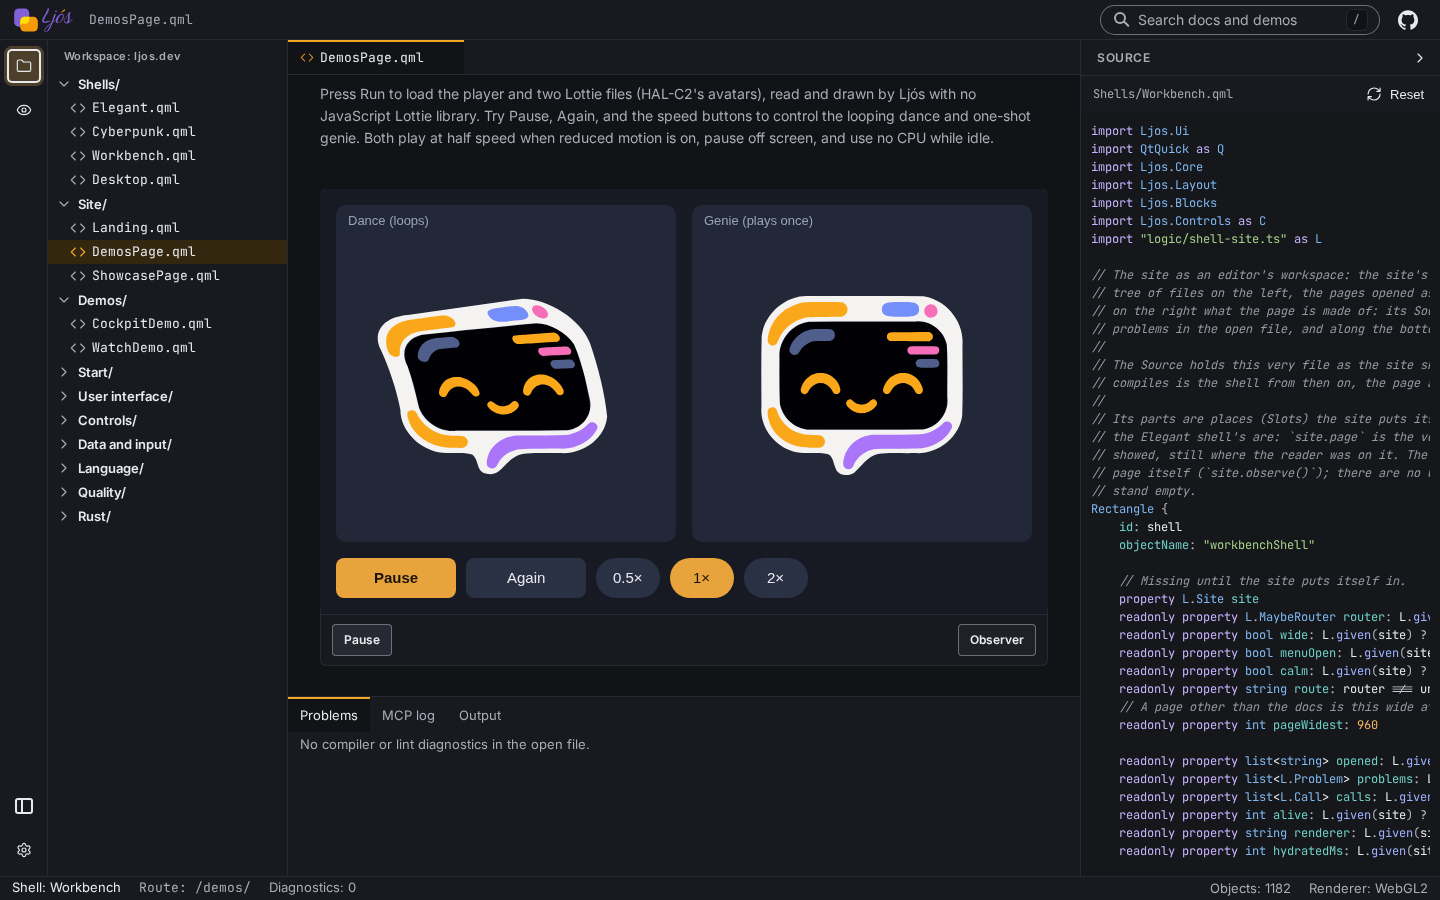 Ljós
DemosPage.qml
Search docs and demos
/
Workspace: ljos.dev
Shells/
Elegant.qml
Cyberpunk.qml
Workbench.qml
Desktop.qml
Site/
Landing.qml
DemosPage.qml
ShowcasePage.qml
Demos/
CockpitDemo.qml
WatchDemo.qml
Start/
User interface/
Controls/
Data and input/
Language/
Quality/
Rust/
DemosPage.qml
Press Run to load the player and two Lottie files (HAL-C2's avatars), read and drawn by Ljós with no
JavaScript Lottie library. Try Pause, Again, and the speed buttons to control the looping dance and one-shot
genie. Both play at half speed when reduced motion is on, pause off screen, and use no CPU while idle.
Dance (loops)
Genie (plays once)
Pause
Again
0.5×
1×
2×
Pause
Observer
Problems
MCP log
Output
No compiler or lint diagnostics in the open file.
SOURCE
Shells/Workbench.qml
Reset
import Ljos.Ui
import QtQuick as Q
import Ljos.Core
import Ljos.Layout
import Ljos.Blocks
import Ljos.Controls as C
import "logic/shell-site.ts" as L
// The site as an editor's workspace: the site's
// tree of files on the left, the pages opened as
// on the right what the page is made of: its Sou
// problems in the open file, and along the botto
//
// The Source holds this very file as the site s
// compiles is the shell from then on, the page a
//
// Its parts are places (Slots) the site puts its
// the Elegant shell's are: `site.page` is the ve
// showed, still where the reader was on it. The
// page itself (`site.observe()`); there are no
// stand empty.
Rectangle {
id: shell
objectName: "workbenchShell"
// Missing until the site puts itself in.
property L.Site site
readonly property L.MaybeRouter router: L.giv
readonly property bool wide: L.given(site) ?
readonly property bool menuOpen: L.given(site
readonly property bool calm: L.given(site) ?
readonly property string route: router !== un
// A page other than the docs is this wide a
readonly property int pageWidest: 960
readonly property list<string> opened: L.give
readonly property list<L.Problem> problems: L
readonly property list<L.Call> calls: L.given
readonly property int alive: L.given(site) ?
readonly property string renderer: L.given(si
readonly property int hydratedMs: L.given(sit
Shell: Workbench
Route: /demos/
Diagnostics: 0
Objects: 1182
Renderer: WebGL2